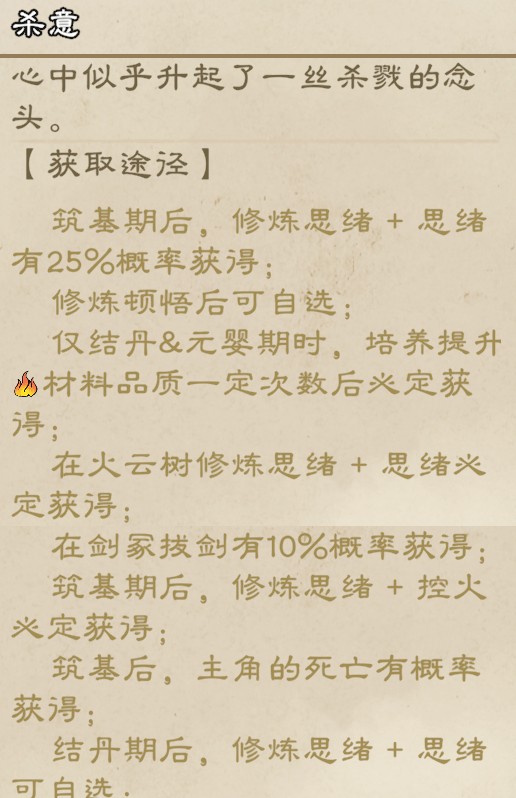 杀意
心中似乎升起了一丝杀戮的念
头。
【获取途径】
筑基期后，修炼思绪 + 思绪
有25%概率获得；
修炼顿悟后可自选；
仅结丹&元婴期时，培养提升
材料品质一定次数后必定获
得；
在火云树修炼思绪 + 思绪必
定获得；
在剑冢拔剑有10%概率获得；
筑基期后，修炼思绪 + 控火
必定获得；
筑基后，主角的死亡有概率
获得；
结丹期后，修炼思绪 + 思绪
可自选；